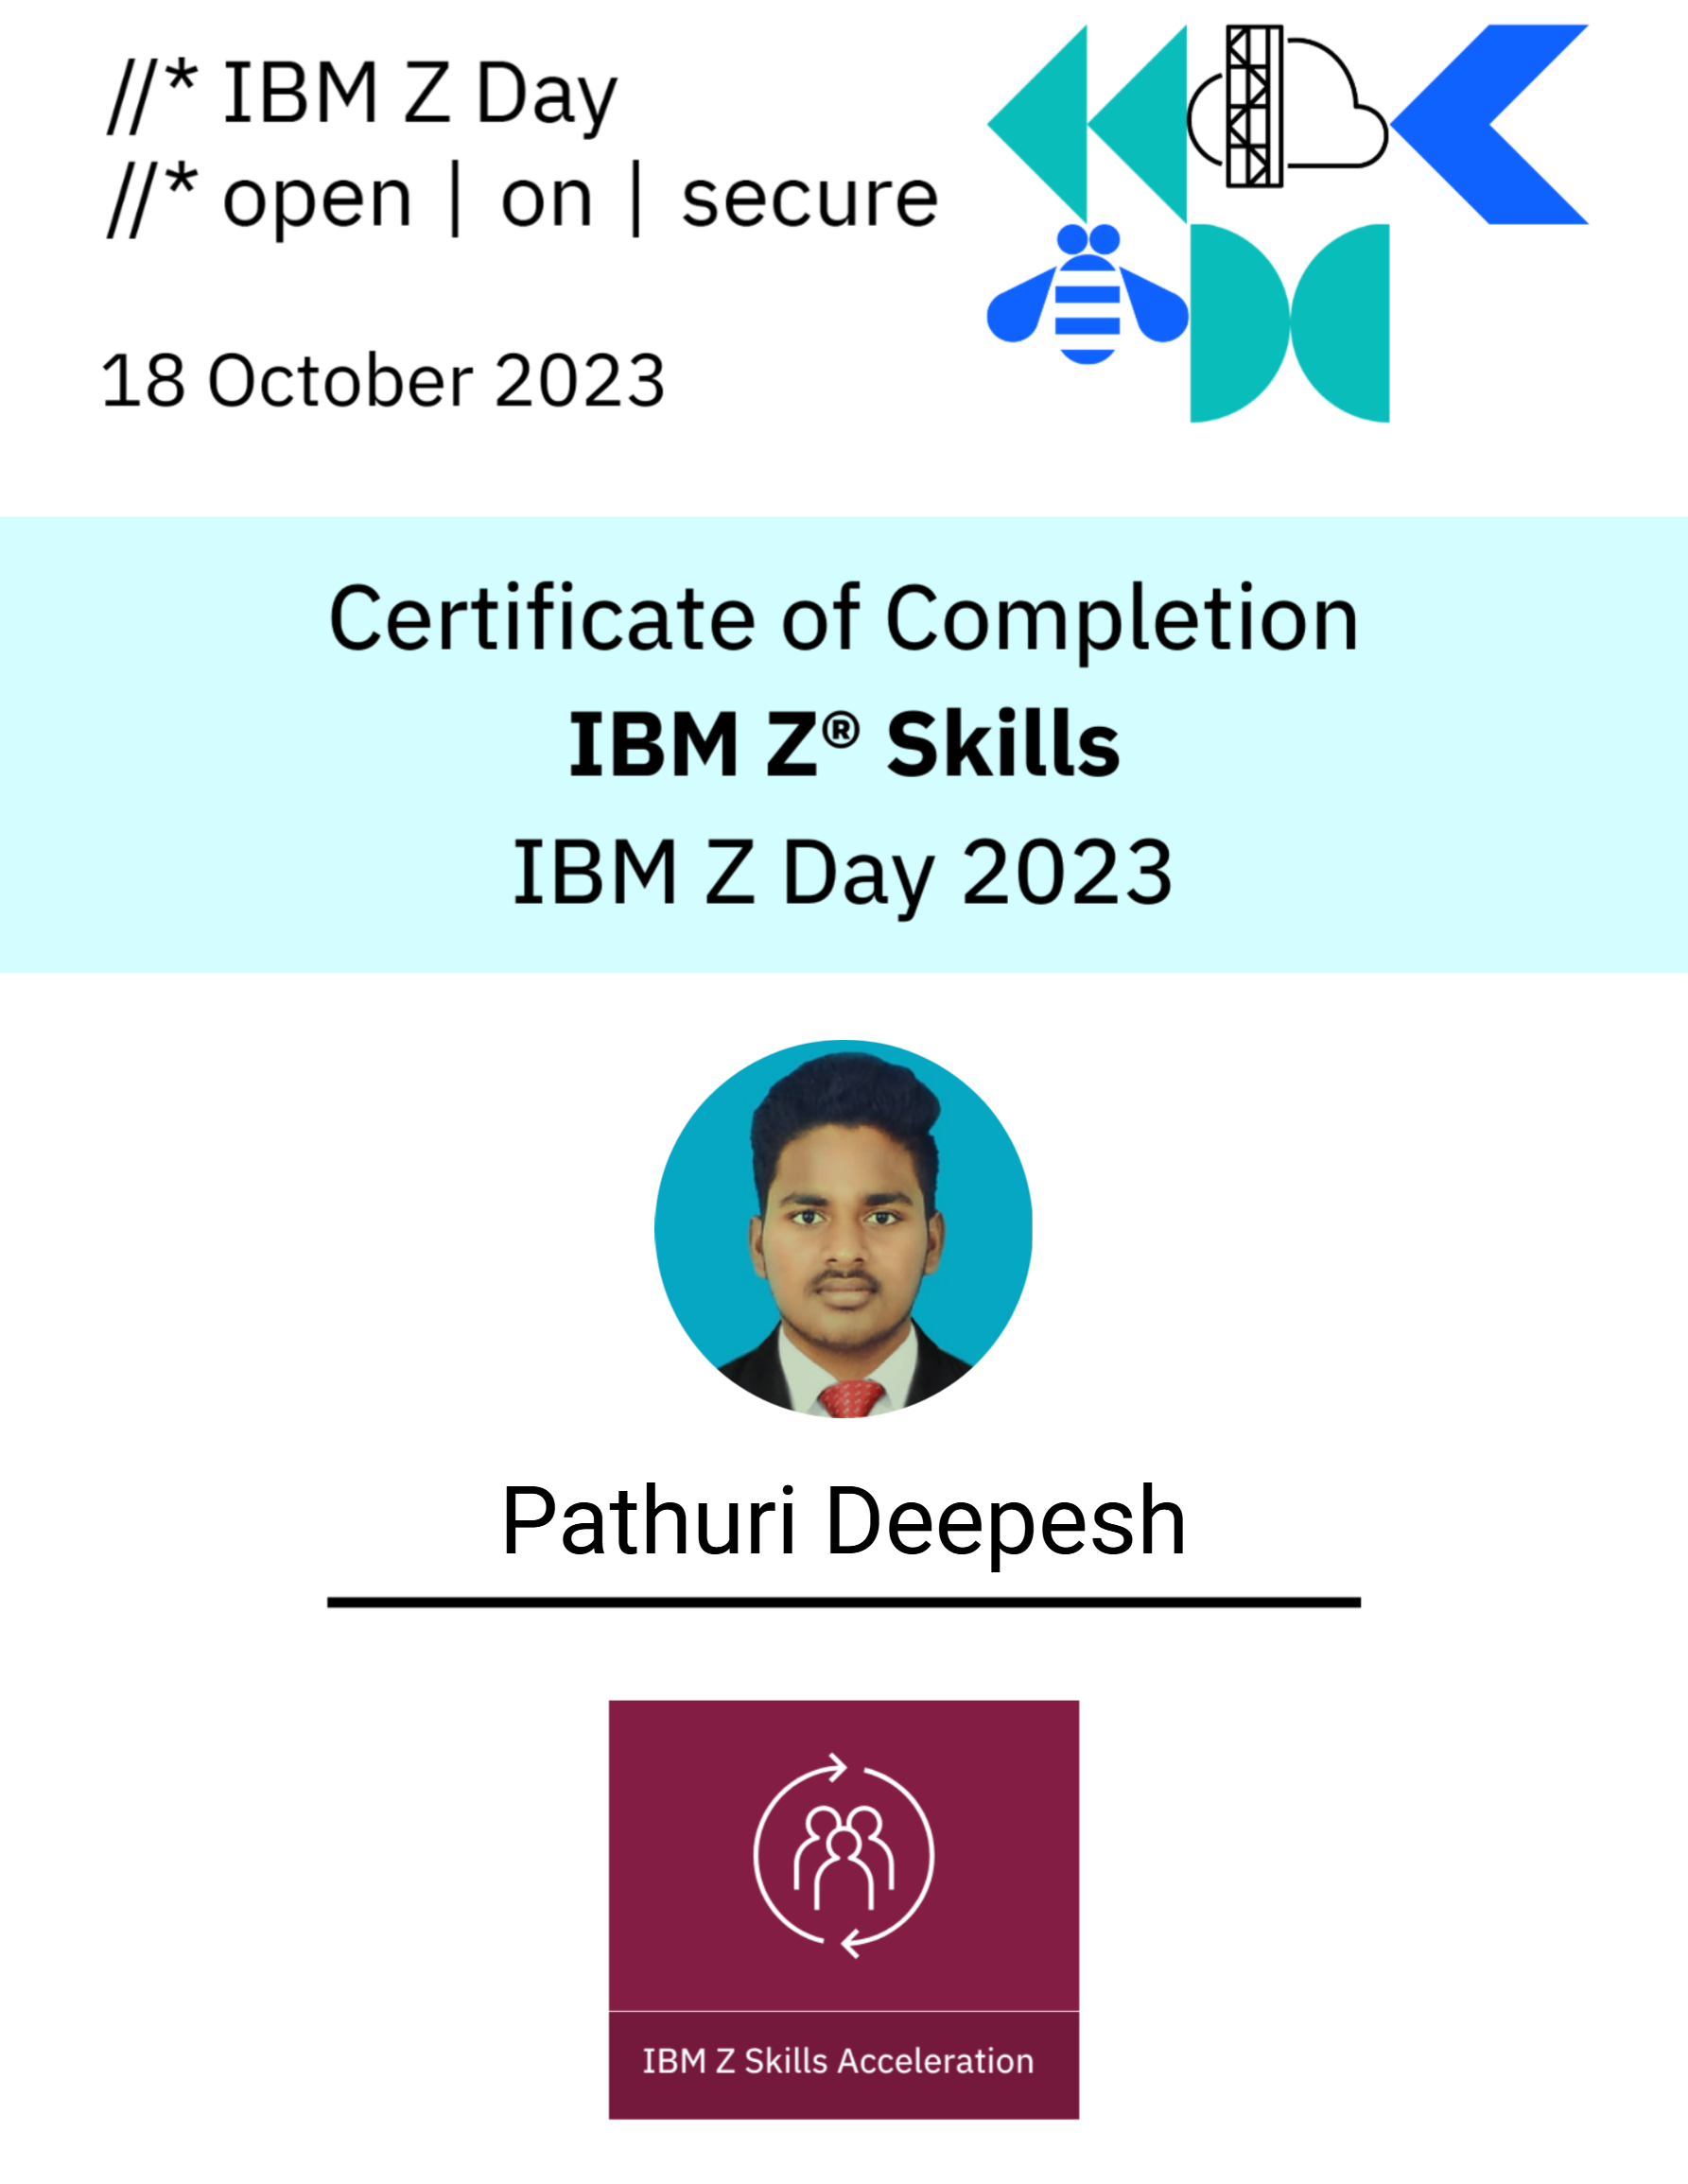 //* IBM Z Day
//* open | on | secure
18 October 2023
Certificate of Completion
IBM Z® Skills
IBM Z Day 2023
Pathuri Deepesh
IBM Z Skills Acceleration